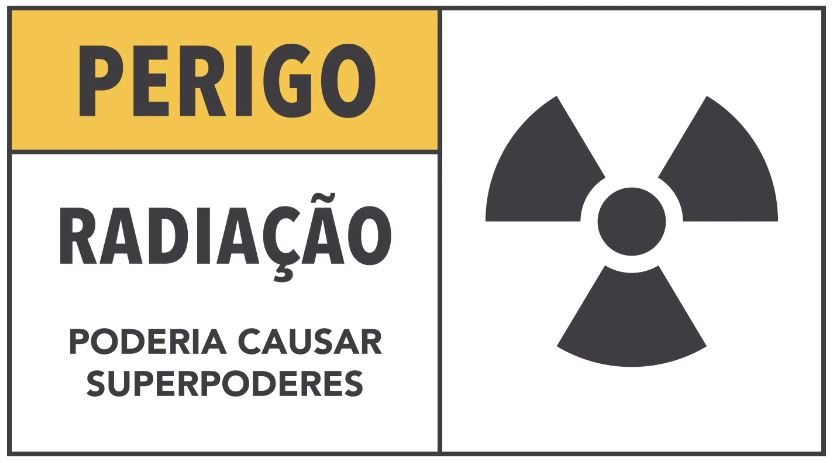 PERIGO
RADIAÇÃO
PODERIA CAUSAR
SUPERPODERES